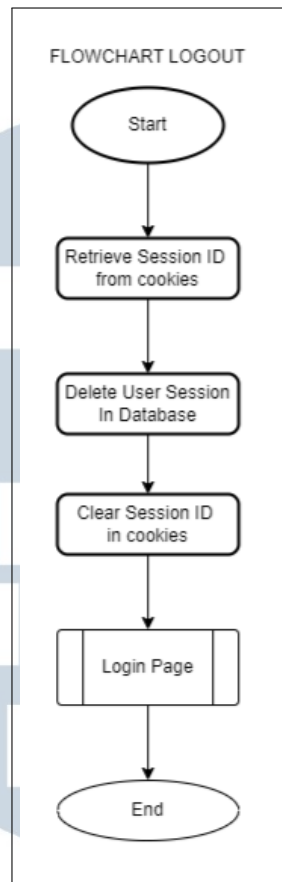 FLOWCHART LOGOUT
Start
Retrieve Session ID
from cookies
Delete User Session
In Database
Clear Session ID
in cookies
Login Page
End